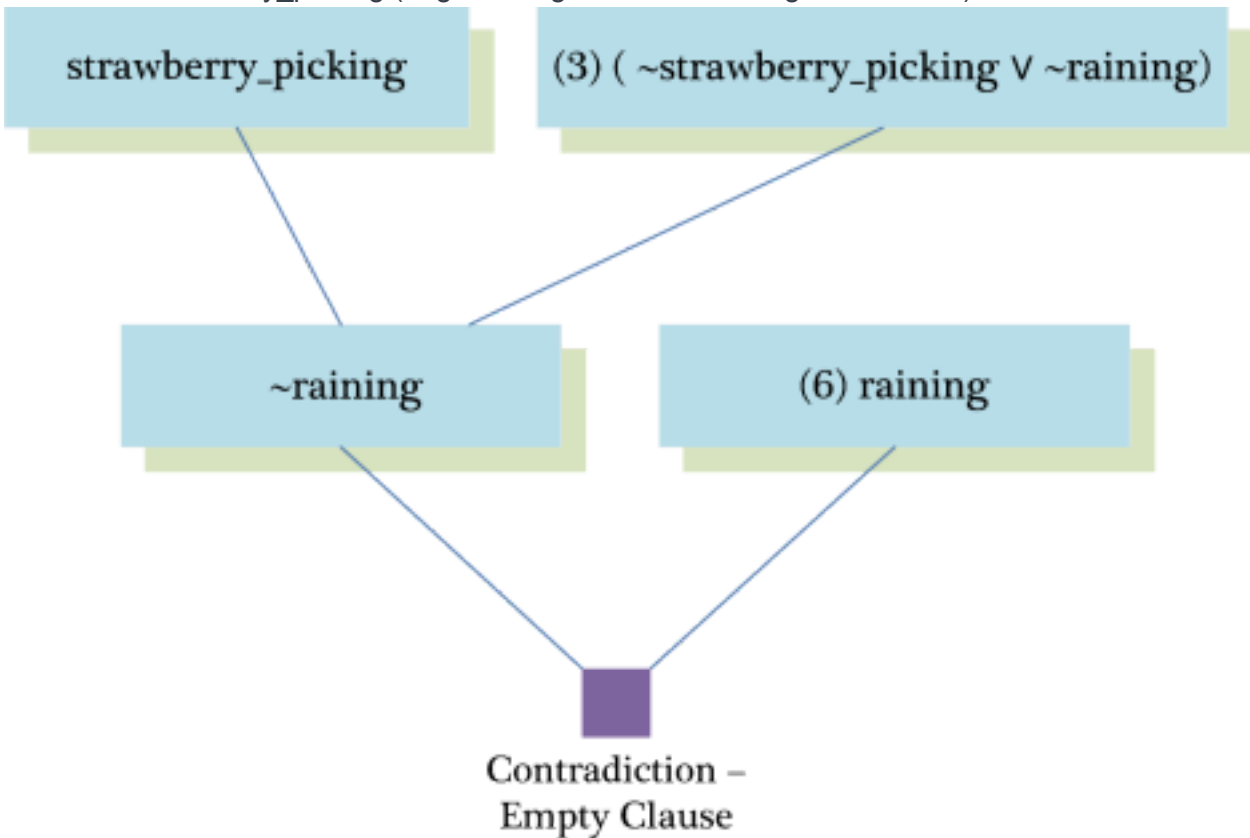 strawberry_picking
(3) ( ~strawberry_picking V ~raining)
~raining
(6) raining
Contradiction –
Empty Clause